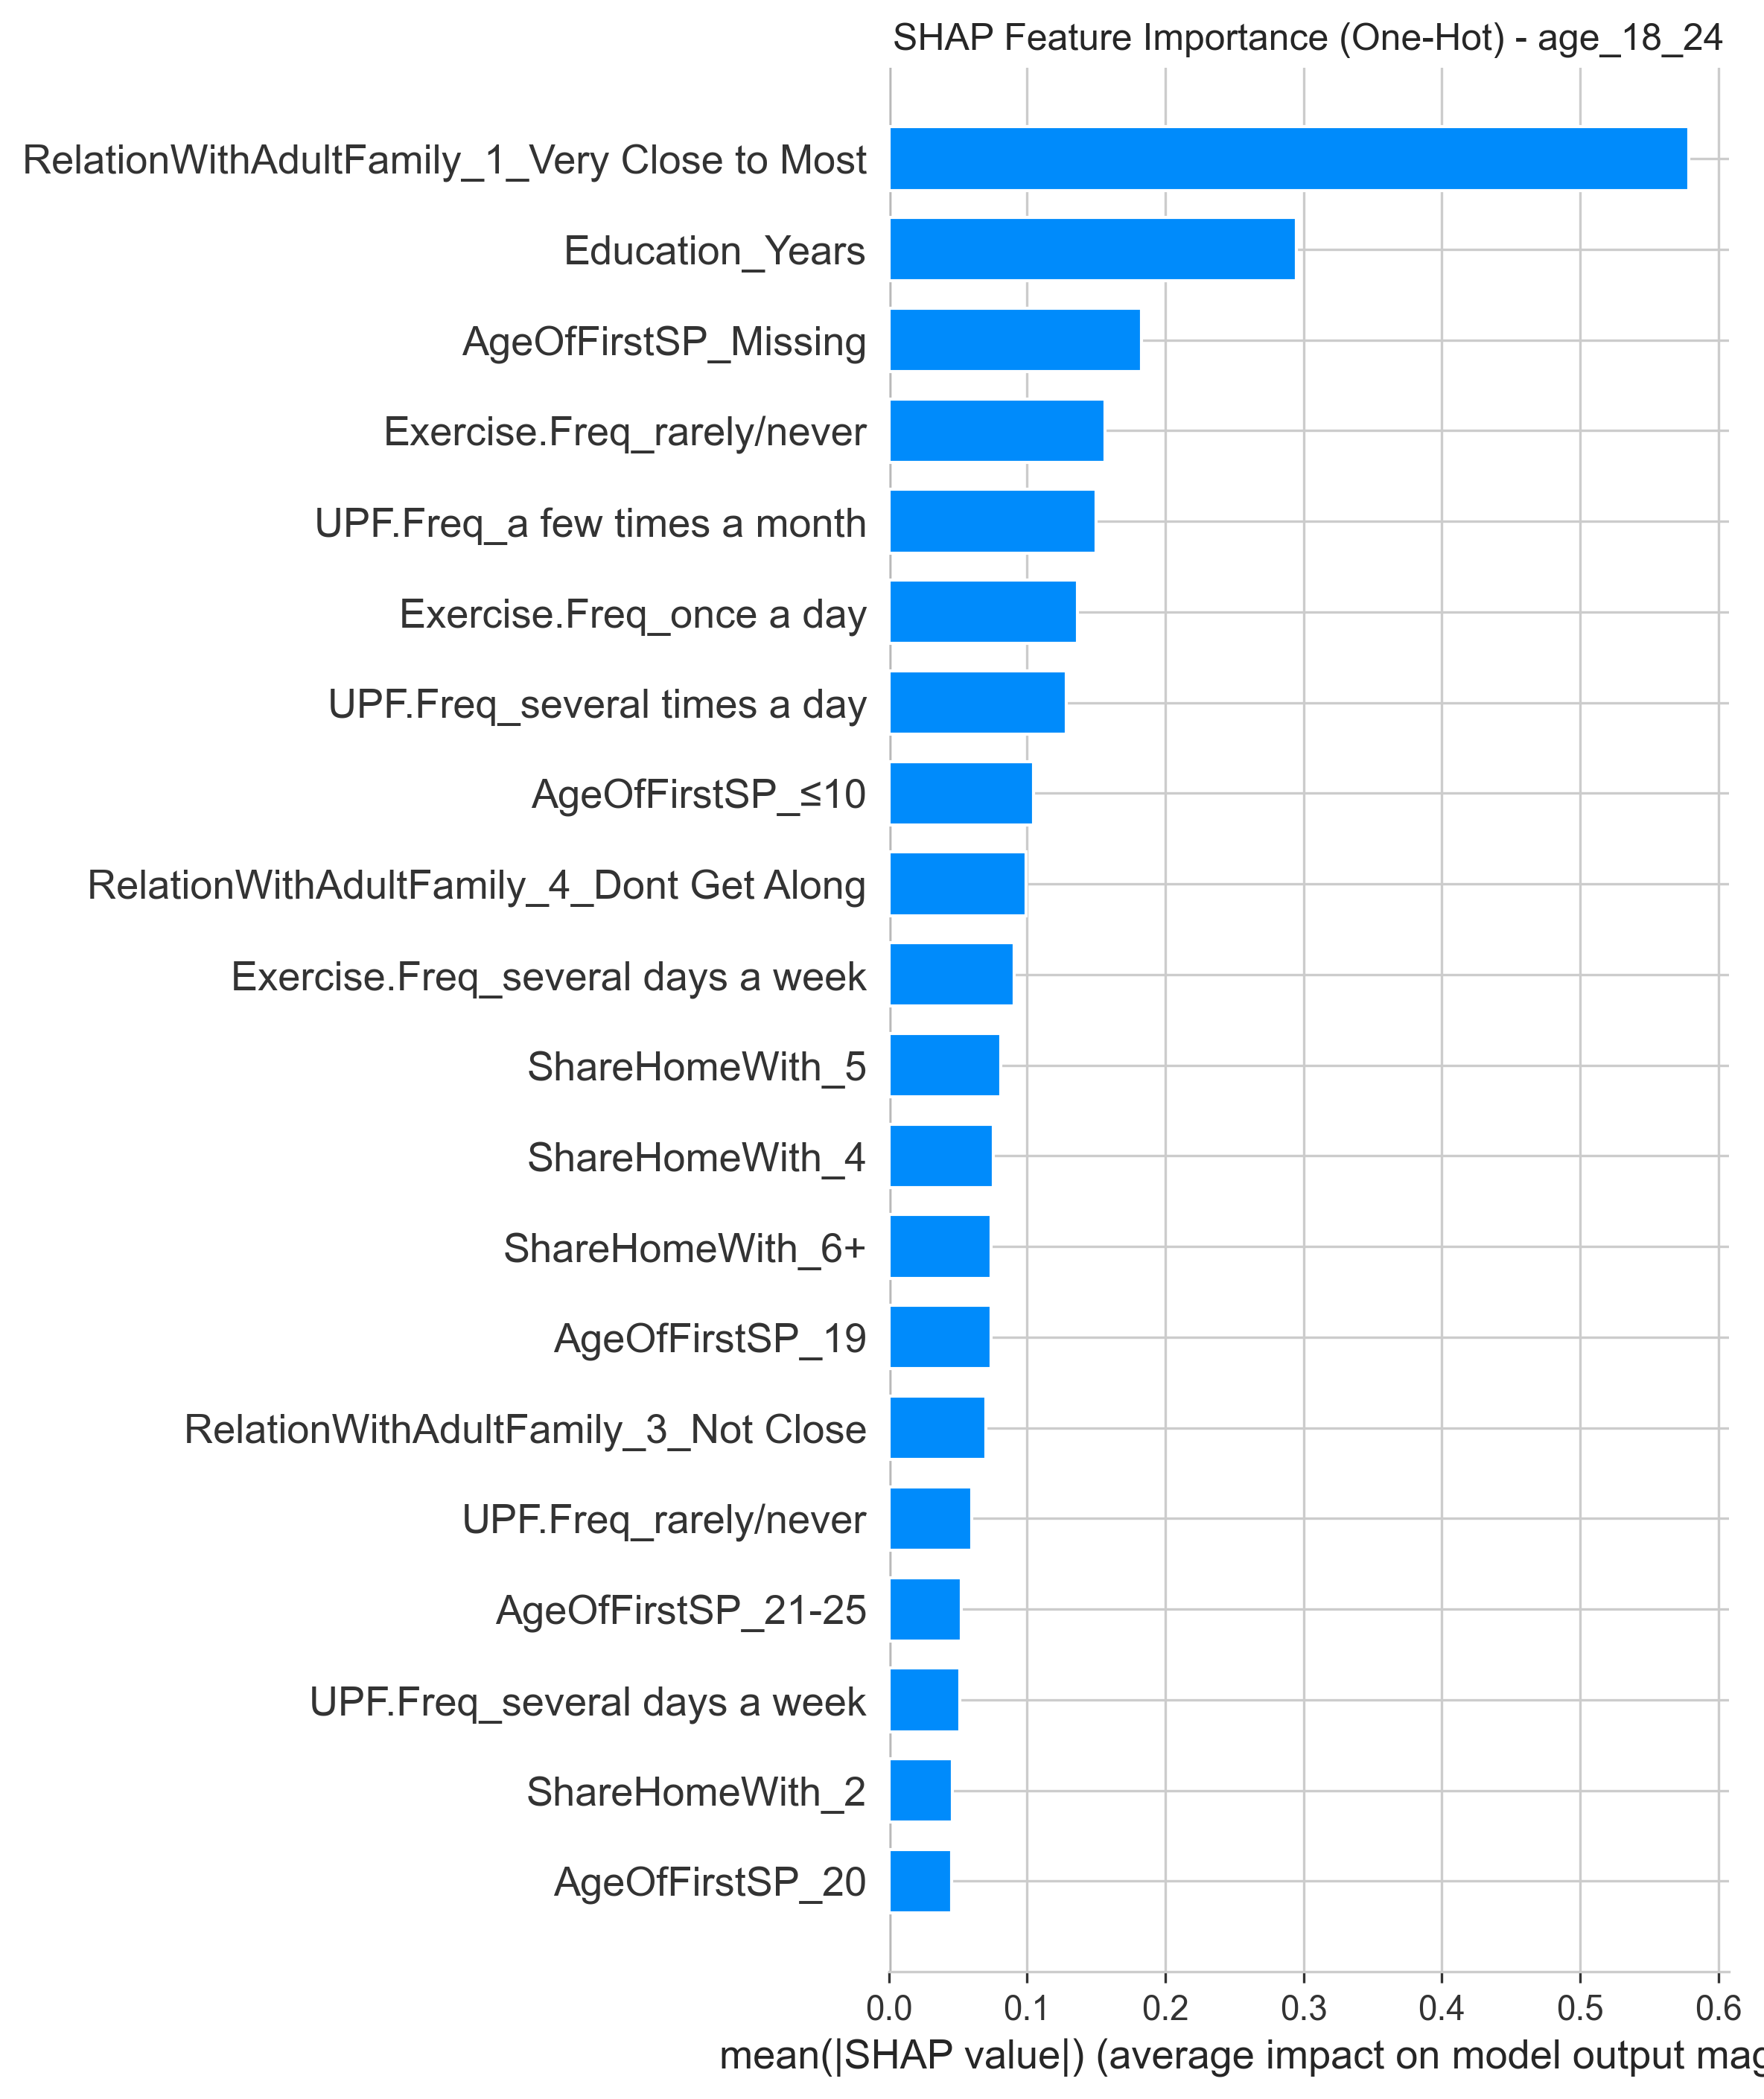 SHAP Feature Importance (One-Hot) - age_18_24
RelationWithAdultFamily_1_Very Close to Most
Education_Years
AgeOfFirstSP_Missing
Exercise.Freq_rarely/never
UPF.Freq_a few times a month
Exercise.Freq_once a day
UPF.Freq_several times a day
AgeOfFirstSP_≤10
RelationWithAdultFamily_4_Dont Get Along
Exercise.Freq_several days a week
ShareHomeWith_5
ShareHomeWith_4
ShareHomeWith_6+
AgeOfFirstSP_19
RelationWithAdultFamily_3_Not Close
UPF.Freq_rarely/never
AgeOfFirstSP_21-25
UPF.Freq_several days a week
ShareHomeWith_2
AgeOfFirstSP_20
0.0 0.1 0.2 0.3 0.4 0.5 0.6
mean(|SHAP value|) (average impact on model output mag